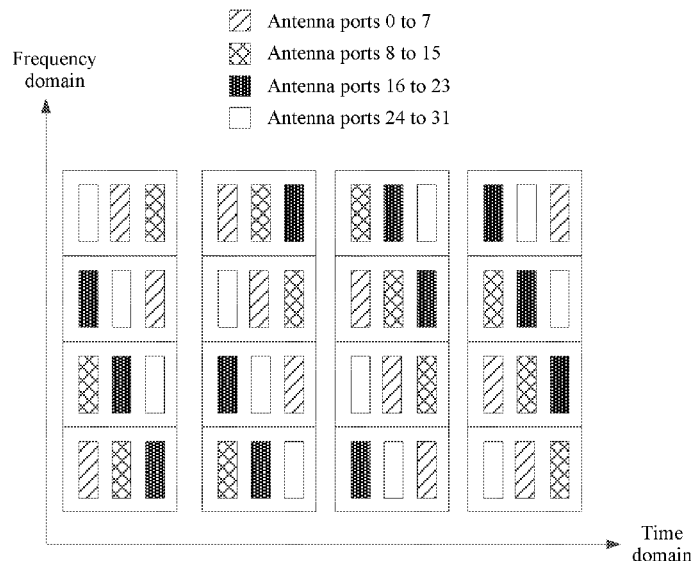 Antenna ports 0 to 7
Antenna ports 8 to 15
Antenna ports 16 to 23
Antenna ports 24 to 31
Frequency
domain
Time
domain